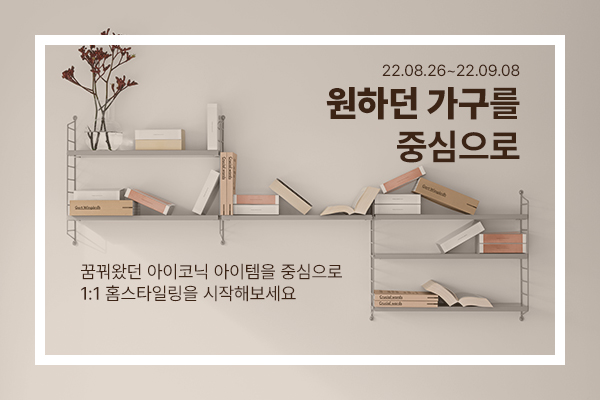 22.08.26~22.09.08
원하던 가구를
중심으로
꿈꿔왔던 아이코닉 아이템을 중심으로
1:1 홈스타일링을 시작해보세요